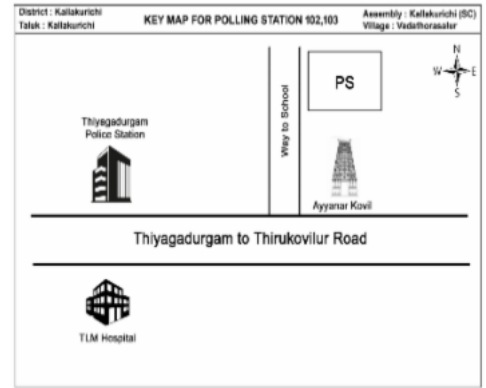 District : Kallakurichi
Taluk : Kallakurichi
KEY MAP FOR POLLING STATION 102,103
Assembly : Kallakurichi (SC)
Village : Vadathorasalur
N
W
E
S
Way to School
PS
Thiyagadurgam
Police Station
Ayyanar Kovil
Thiyagadurgam to Thirukovilur Road
TLM Hospital